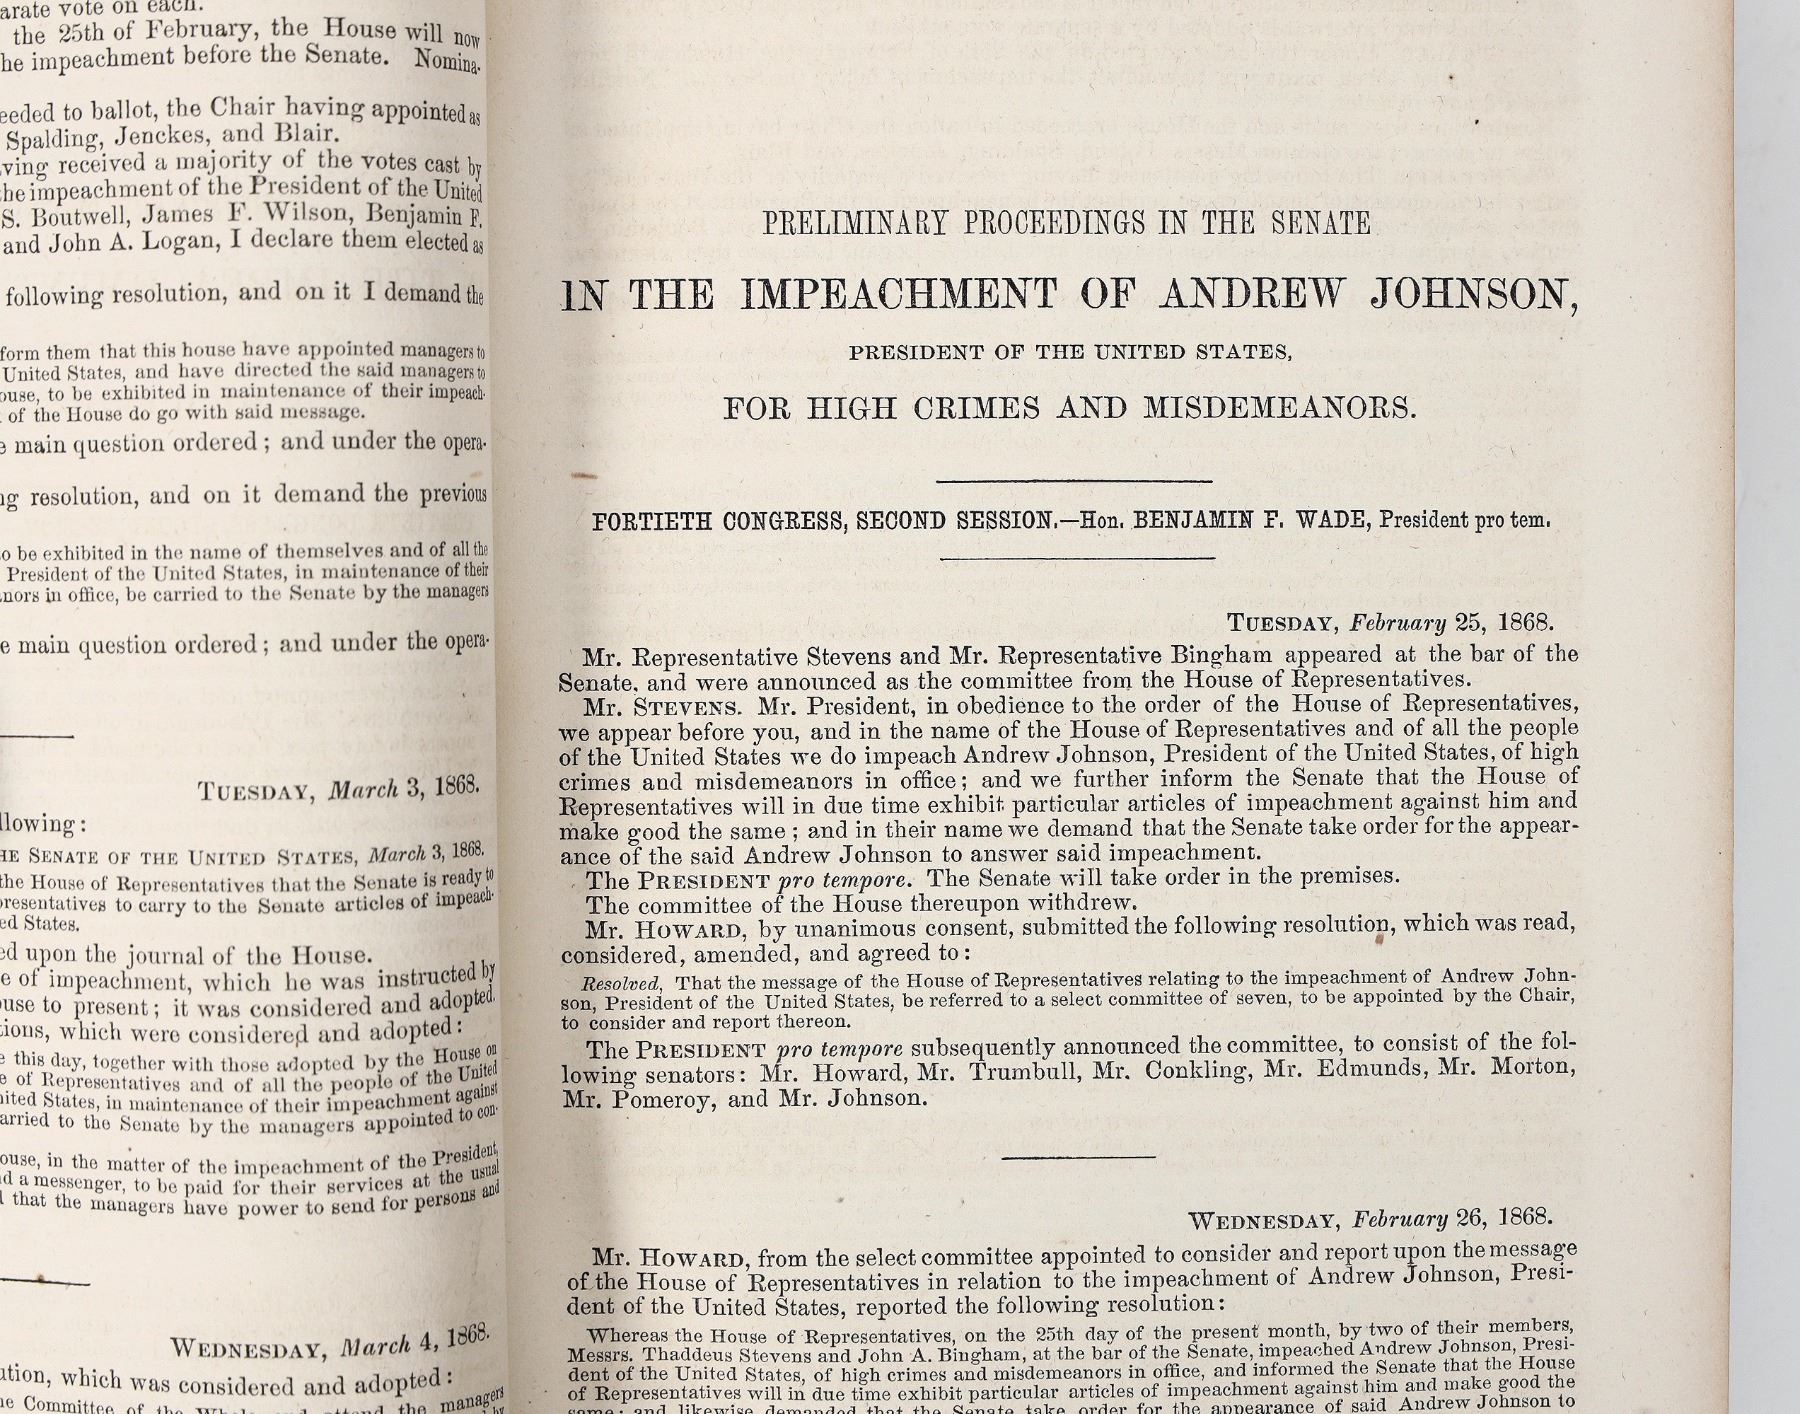 arate vote on each.
the 25th of February, the House will now
he impeachment before the Senate. Nomina-
eeded to ballot, the Chair having appointed as
Spalding, Jenckes, and Blair.
ving received a majority of the votes cast by
he impeachment of the President of the United
S. Boutwell, James F. Wilson, Benjamin F.
and John A. Logan, I declare them elected as
following resolution, and on it I demand the
form them that this house have appointed managers to
United States, and have directed the said managers to
ouse, to be exhibited in maintenance of their impeach-
of the House do go with said message.
e main question ordered; and under the opera-
ng resolution, and on it demand the previous
o be exhibited in the name of themselves and of all the
President of the United States, in maintenance of their
nors in office, be carried to the Senate by the managers
e main question ordered; and under the opera-
TUESDAY, March 3, 1868.
llowing:
HE SENATE OF THE UNITED STATES, March 3, 1868.
the House of Representatives that the Senate is ready to
resentatives to carry to the Senate articles of impeach-
ed States.
ed upon the journal of the House.
e of impeachment, which he was instructed by
ouse to present; it was considered and adopted.
tions, which were considered and adopted:
e this day, together with those adopted by the House on
e of Representatives and of all the people of the United
nited States, in maintenance of their impeachment against
arried to the Senate by the managers appointed to con-
ouse, in the matter of the impeachment of the President,
d a messenger, to be paid for their services at the usual
l that the managers have power to send for persons and
WEDNESDAY, March 4, 1868.
ution, which was considered and adopted:
he Committee of the Whole and attend the managers
by
PRELIMINARY PROCEEDINGS IN THE SENATE
IN THE IMPEACHMENT OF ANDREW JOHNSON,
PRESIDENT OF THE UNITED STATES,
FOR HIGH CRIMES AND MISDEMEANORS.
FORTIETH CONGRESS, SECOND SESSION.—Hon. BENJAMIN F. WADE, President pro tem.
TUESDAY, February 25, 1868.
Mr. Representative Stevens and Mr. Representative Bingham appeared at the bar of the
Senate, and were announced as the committee from the House of Representatives.
Mr. STEVENS. Mr. President, in obedience to the order of the House of Representatives,
we appear before you, and in the name of the House of Representatives and of all the people
of the United States we do impeach Andrew Johnson, President of the United States, of high
crimes and misdemeanors in office; and we further inform the Senate that the House of
Representatives will in due time exhibit particular articles of impeachment against him and
make good the same; and in their name we demand that the Senate take order for the appear-
ance of the said Andrew Johnson to answer said impeachment.
The PRESIDENT pro tempore. The Senate will take order in the premises.
The committee of the House thereupon withdrew.
Mr. HOWARD, by unanimous consent, submitted the following resolution, which was read,
considered, amended, and agreed to:
Resolved, That the message of the House of Representatives relating to the impeachment of Andrew John-
son, President of the United States, be referred to a select committee of seven, to be appointed by the Chair,
to consider and report thereon.
The PRESIDENT pro tempore subsequently announced the committee, to consist of the fol-
lowing senators: Mr. Howard, Mr. Trumbull, Mr. Conkling, Mr. Edmunds, Mr. Morton,
Mr. Pomeroy, and Mr. Johnson.
WEDNESDAY, February 26, 1868.
Mr. HOWARD, from the select committee appointed to consider and report upon the message
of the House of Representatives in relation to the impeachment of Andrew Johnson, Presi-
dent of the United States, reported the following resolution:
Whereas the House of Representatives, on the 25th day of the present month, by two of their members,
Messrs. Thaddeus Stevens and John A. Bingham, at the bar of the Senate, impeached Andrew Johnson, Presi-
dent of the United States, of high crimes and misdemeanors in office, and informed the Senate that the House
of Representatives will in due time exhibit particular articles of impeachment against him and make good the
same; and likewise demanded that the Senate take order for the appearance of said Andrew Johnson to